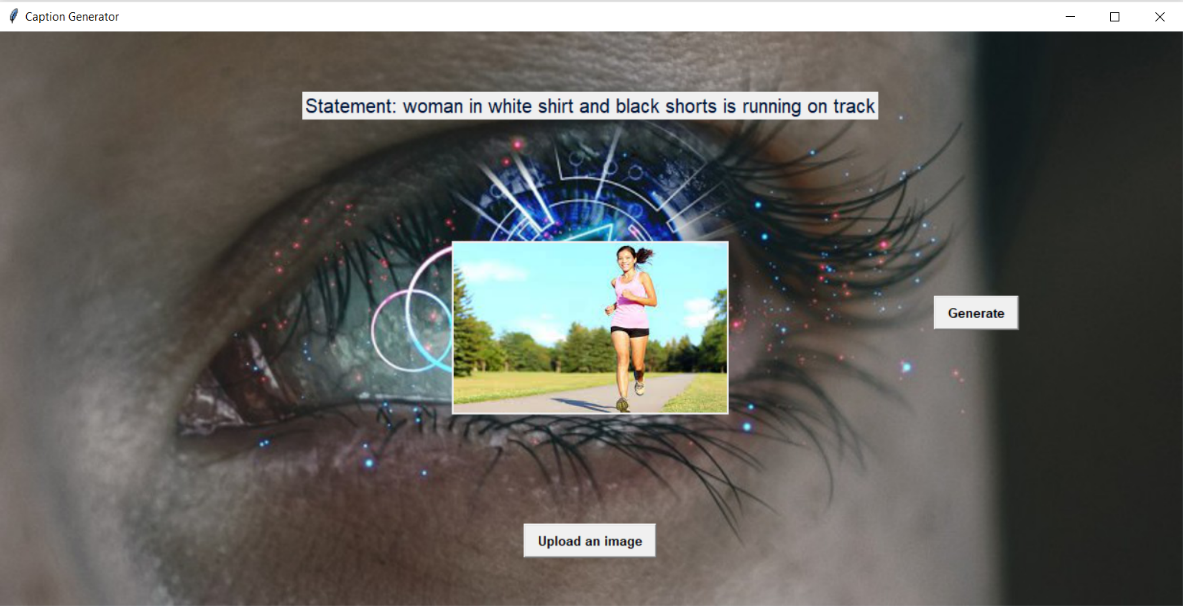 Caption Generator
Statement: woman in white shirt and black shorts is running on track
Generate
Upload an image